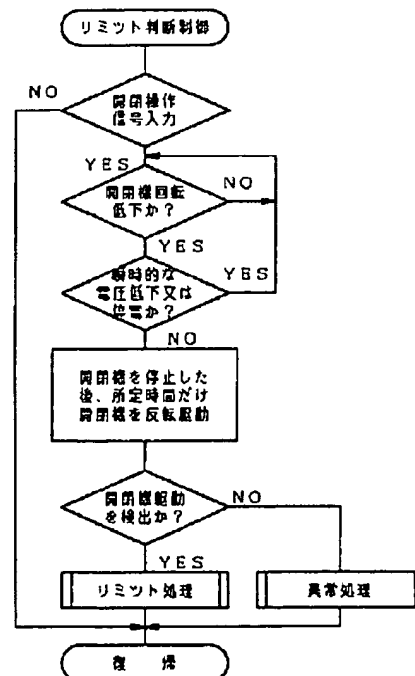 リミット判断制御
NO
開閉操作
信号入力
YES
開閉機回転
低下か？
NO
YES
瞬時的な
電圧低下又は
停電か？
YES
NO
開閉機を停止した
後、所定時間だけ
開閉機を反転駆動
開閉機駆動
を検出か？
NO
YES
リミット処理
異常処理
復 帰